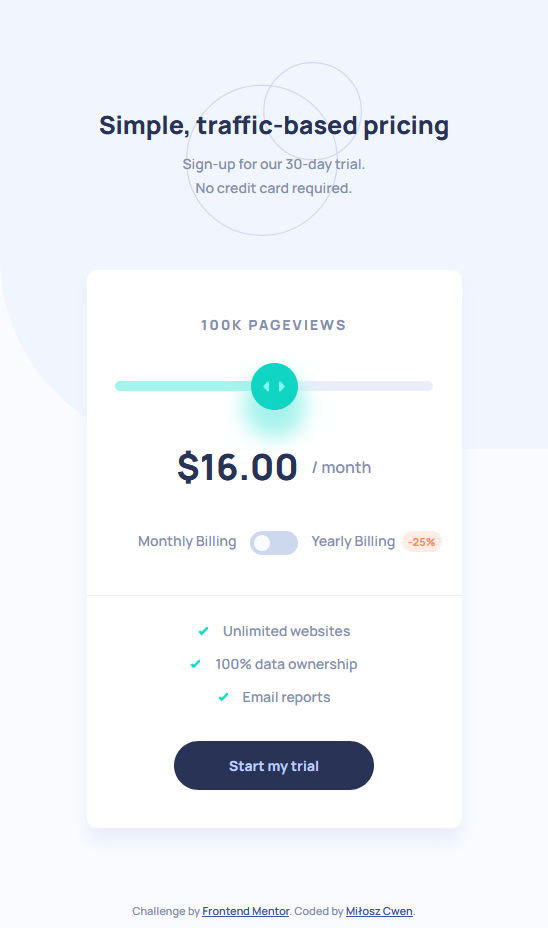 Simple, traffic-based pricing
Sign-up for our 30-day trial.
No credit card required.
100K PAGEVIEWS
$16.00 / month
Monthly Billing Yearly Billing -25%
Unlimited websites
100% data ownership
Email reports
Start my trial
Challenge by Frontend Mentor. Coded by Miłosz Cwen.